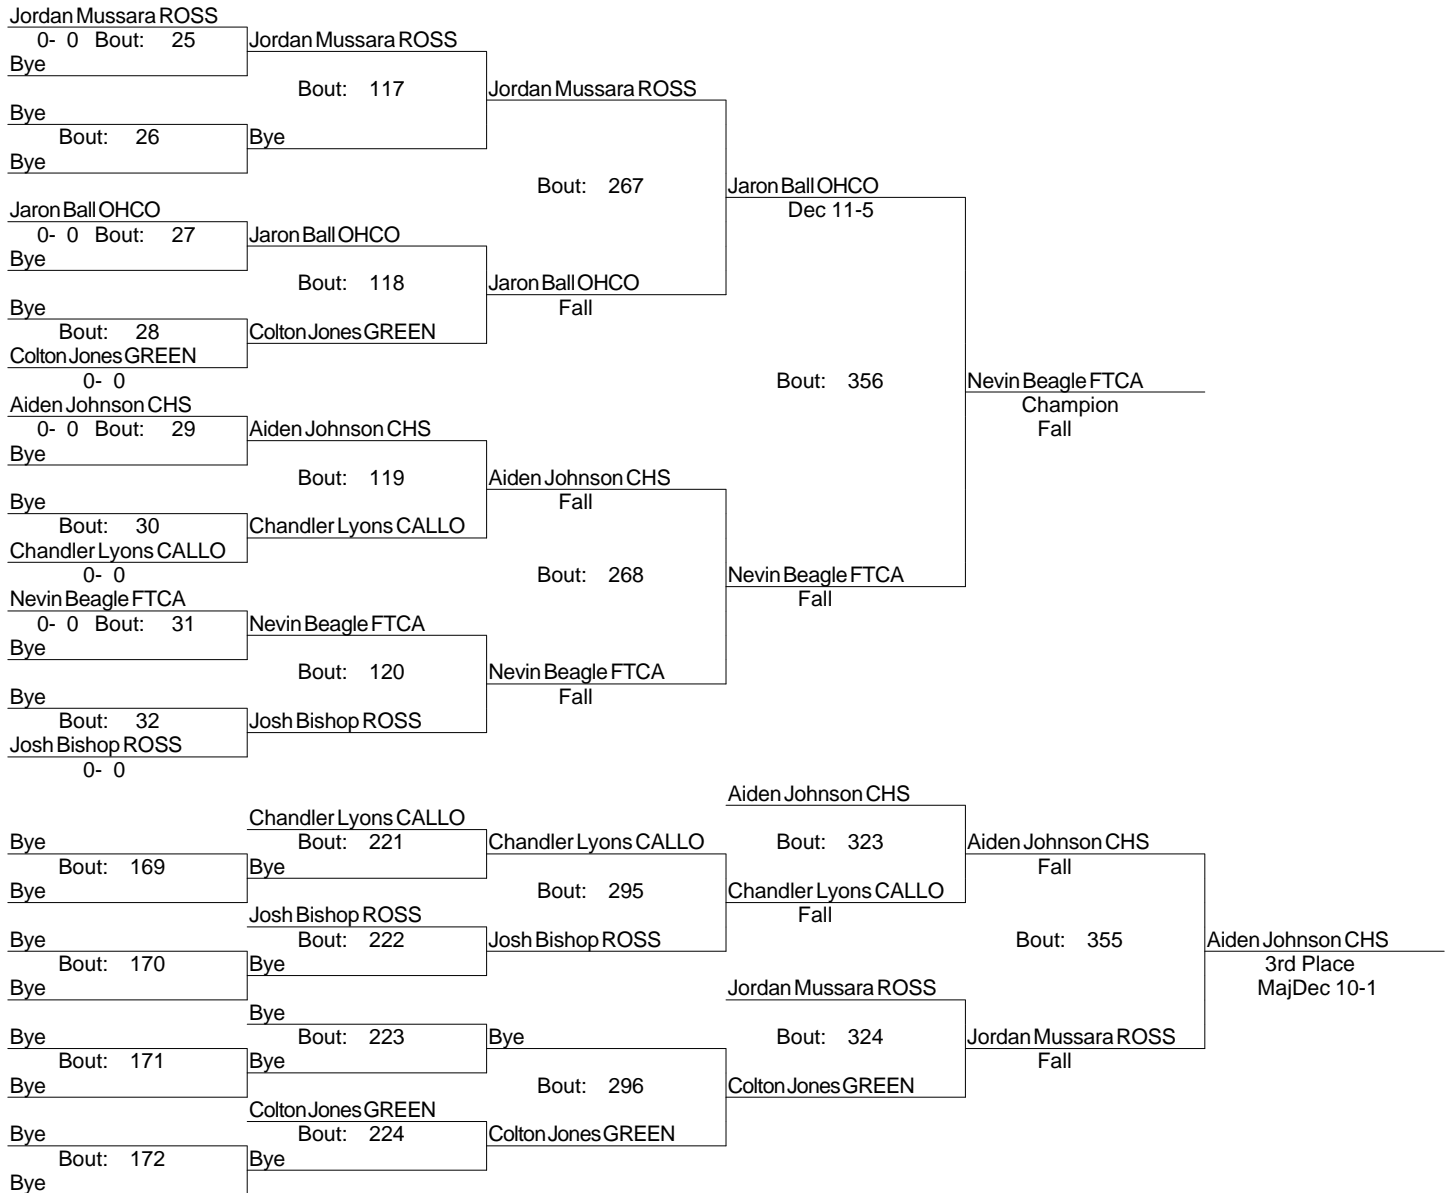 Jordan Mussara ROSS
0- 0 Bout: 25 Jordan Mussara ROSS
Bye
Bout: 117 Jordan Mussara ROSS
Bye
Bout: 26 Bye
Bye
Bout: 267 Jaron Ball OHCO
Jaron Ball OHCO Dec 11-5
0- 0 Bout: 27 Jaron Ball OHCO
Bye
Bout: 118 Jaron Ball OHCO
Bye Fall
Bout: 28 Colton Jones GREEN
Colton Jones GREEN
0- 0 Bout: 356 Nevin Beagle FTCA
Aiden Johnson CHS Champion
0- 0 Bout: 29 Aiden Johnson CHS Fall
Bye
Bout: 119 Aiden Johnson CHS
Bye Fall
Bout: 30 Chandler Lyons CALLO
Chandler Lyons CALLO
0- 0 Bout: 268 Nevin Beagle FTCA
Nevin Beagle FTCA Fall
0- 0 Bout: 31 Nevin Beagle FTCA
Bye
Bout: 120 Nevin Beagle FTCA
Bye Fall
Bout: 32 Josh Bishop ROSS
Josh Bishop ROSS
0- 0
Aiden Johnson CHS
Chandler Lyons CALLO
Bye Bout: 221 Chandler Lyons CALLO Bout: 323 Aiden Johnson CHS
Bout: 169 Bye Fall
Bye Bout: 295 Chandler Lyons CALLO
Josh Bishop ROSS Fall
Bye Bout: 222 Josh Bishop ROSS Bout: 355 Aiden Johnson CHS
Bout: 170 Bye 3rd Place
Bye Jordan Mussara ROSS MajDec 10-1
Bye
Bye Bout: 223 Bye Bout: 324 Jordan Mussara ROSS
Bout: 171 Bye Fall
Bye Bout: 296 Colton Jones GREEN
Colton Jones GREEN
Bye Bout: 224 Colton Jones GREEN
Bout: 172 Bye
Bye